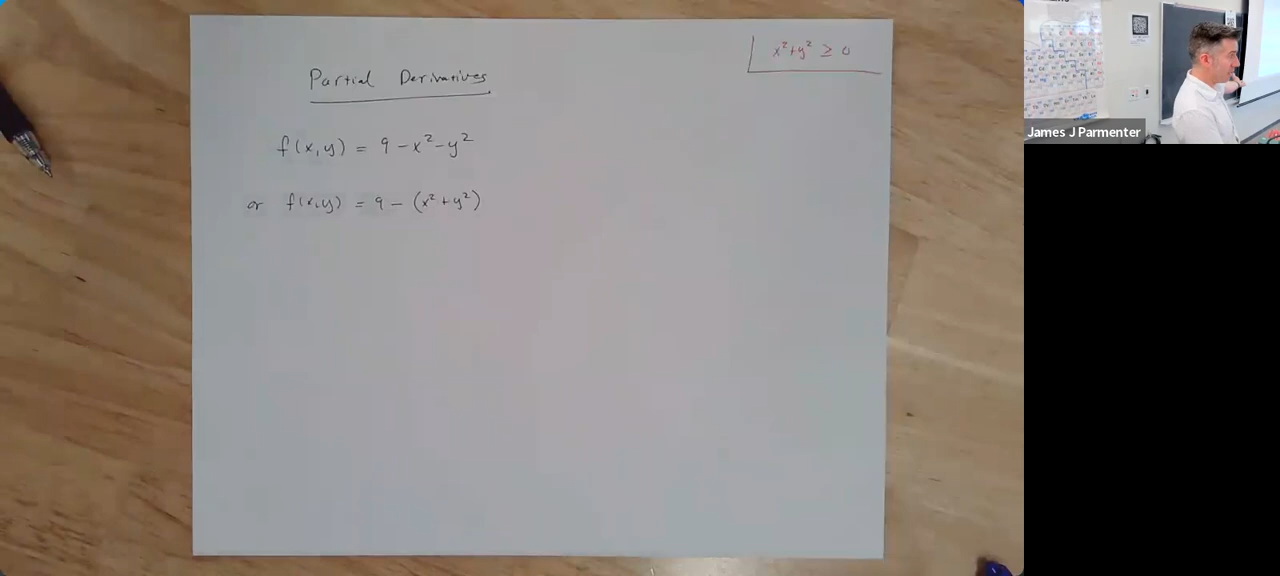 x² + y² ≥ 0
Partial Derivatives
f(x,y) = 9 - x² - y²
or f(x,y) = 9 - (x² + y²)
James J Parmenter